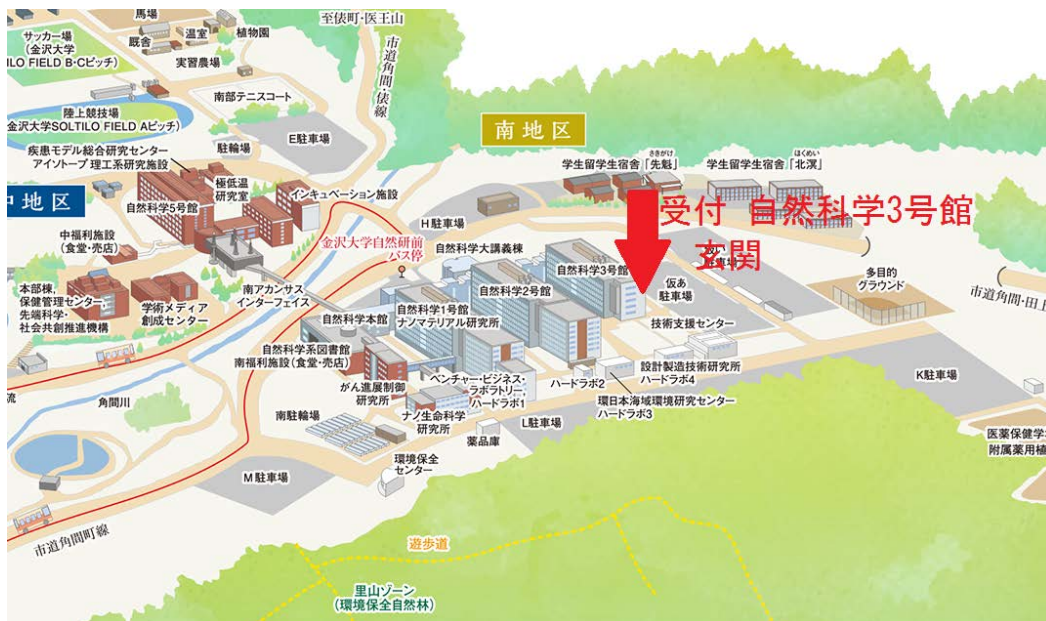 馬場
サッカー場
(金沢大学
ILO FIELD B・Cピッチ)
厩舎
温室
植物園
実習農場
至俵町・医王山
市道角間・俵線
陸上競技場
金沢大学SOLTILO FIELD Aピッチ)
南部テニスコート
駐輪場
E駐車場
南地区
疾患モデル総合研究センター
アイソトープ理工系研究施設
極低温
研究室
自然科学5号館
インキュベーション施設
中地区
中福利施設
(食堂・売店)
さきがけ
学生留学生宿舎「先魁」
ほくめい
学生留学生宿舎「北溟」
受付 自然科学3号館
玄関
H駐車場
金沢大学自然研前
バス停
自然科学大講義棟
自然科学3号館
自然科学2号館
仮あ
駐車場
多目的
グラウンド
市道角間・田上
本部棟,
保健管理センター,
先端科学・
社会共創推進機構
学術メディア
創成センター
南アカンサス
インターフェイス
自然科学1号館
ナノマテリアル研究所
自然科学本館
技術支援センター
自然科学系図書館
南福利施設(食堂・売店)
がん進展制御
研究所
ベンチャー・ビジネス・
ラボラトリー,
ハードラボ1
ハードラボ2
設計製造技術研究所
ハードラボ4
環日本海域環境研究センター
ハードラボ3
K駐車場
流
角間川
南駐輪場
ナノ生命科学
研究所
薬品庫
L駐車場
環境保全
センター
M駐車場
医薬保健学
附属薬用植
市道角間町線
遊歩道
里山ゾーン
(環境保全自然林)